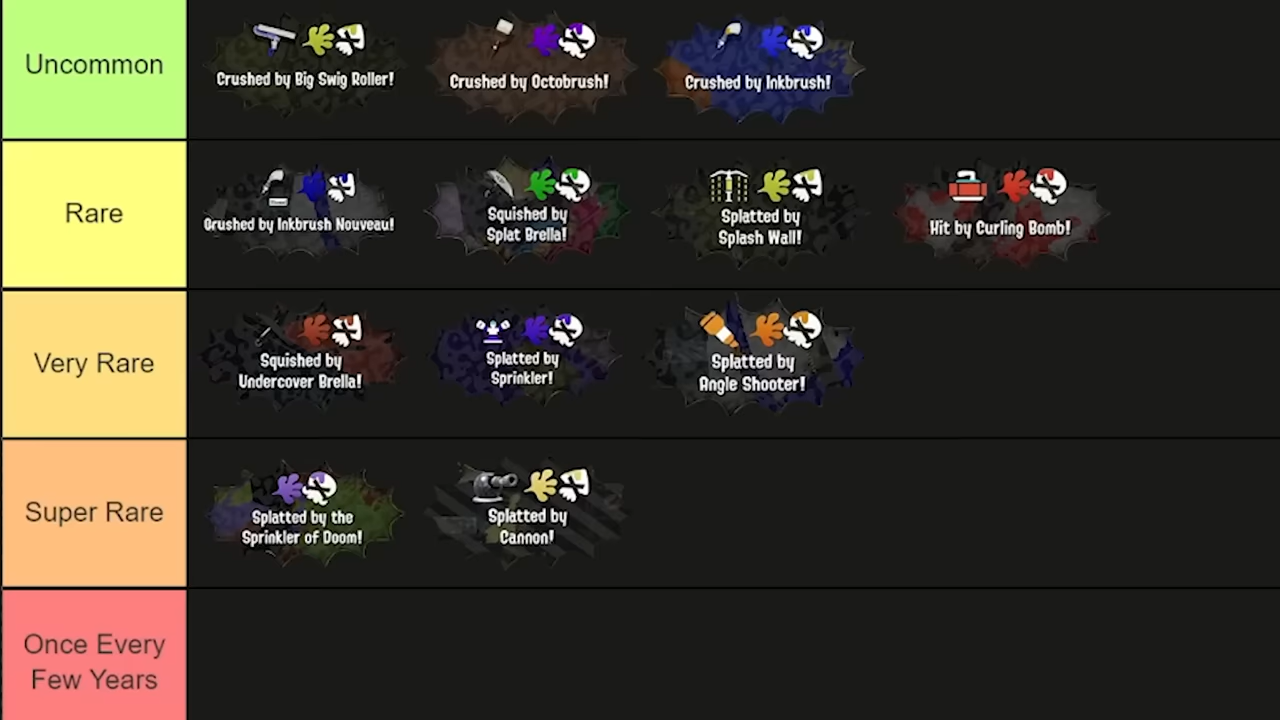 Uncommon
Crushed by Big Swig Roller!
Crushed by Octobrush!
Crushed by Inkbrush!
Rare
Crushed by Inkbrush Nouveau!
Squished by
Splat Brella!
Splatted by
Splash Wall!
Hit by Curling Bomb!
Very Rare
Squished by
Undercover Brella!
Splatted by
Sprinkler!
Splatted by
Angle Shooter!
Super Rare
Splatted by the
Sprinkler of Doom!
Splatted by
Cannon!
Once Every
Few Years